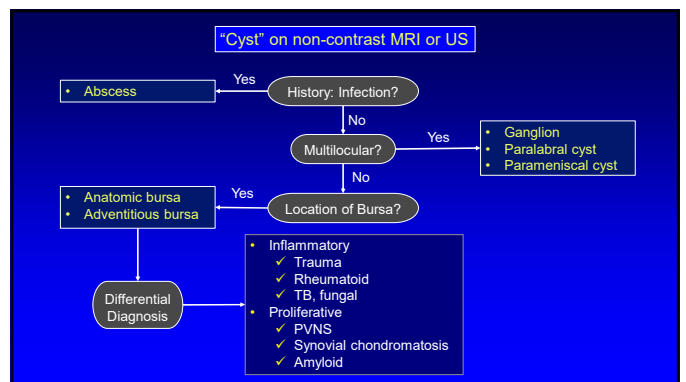 “Cyst” on non-contrast MRI or US
Yes
• Abscess
History: Infection?
No
Yes
Multilocular?
• Ganglion
• Paralabral cyst
• Parameniscal cyst
No
Yes
• Anatomic bursa
• Adventitious bursa
Location of Bursa?
Differential
Diagnosis
• Inflammatory
✓ Trauma
✓ Rheumatoid
✓ TB, fungal
• Proliferative
✓ PVNS
✓ Synovial chondromatosis
✓ Amyloid